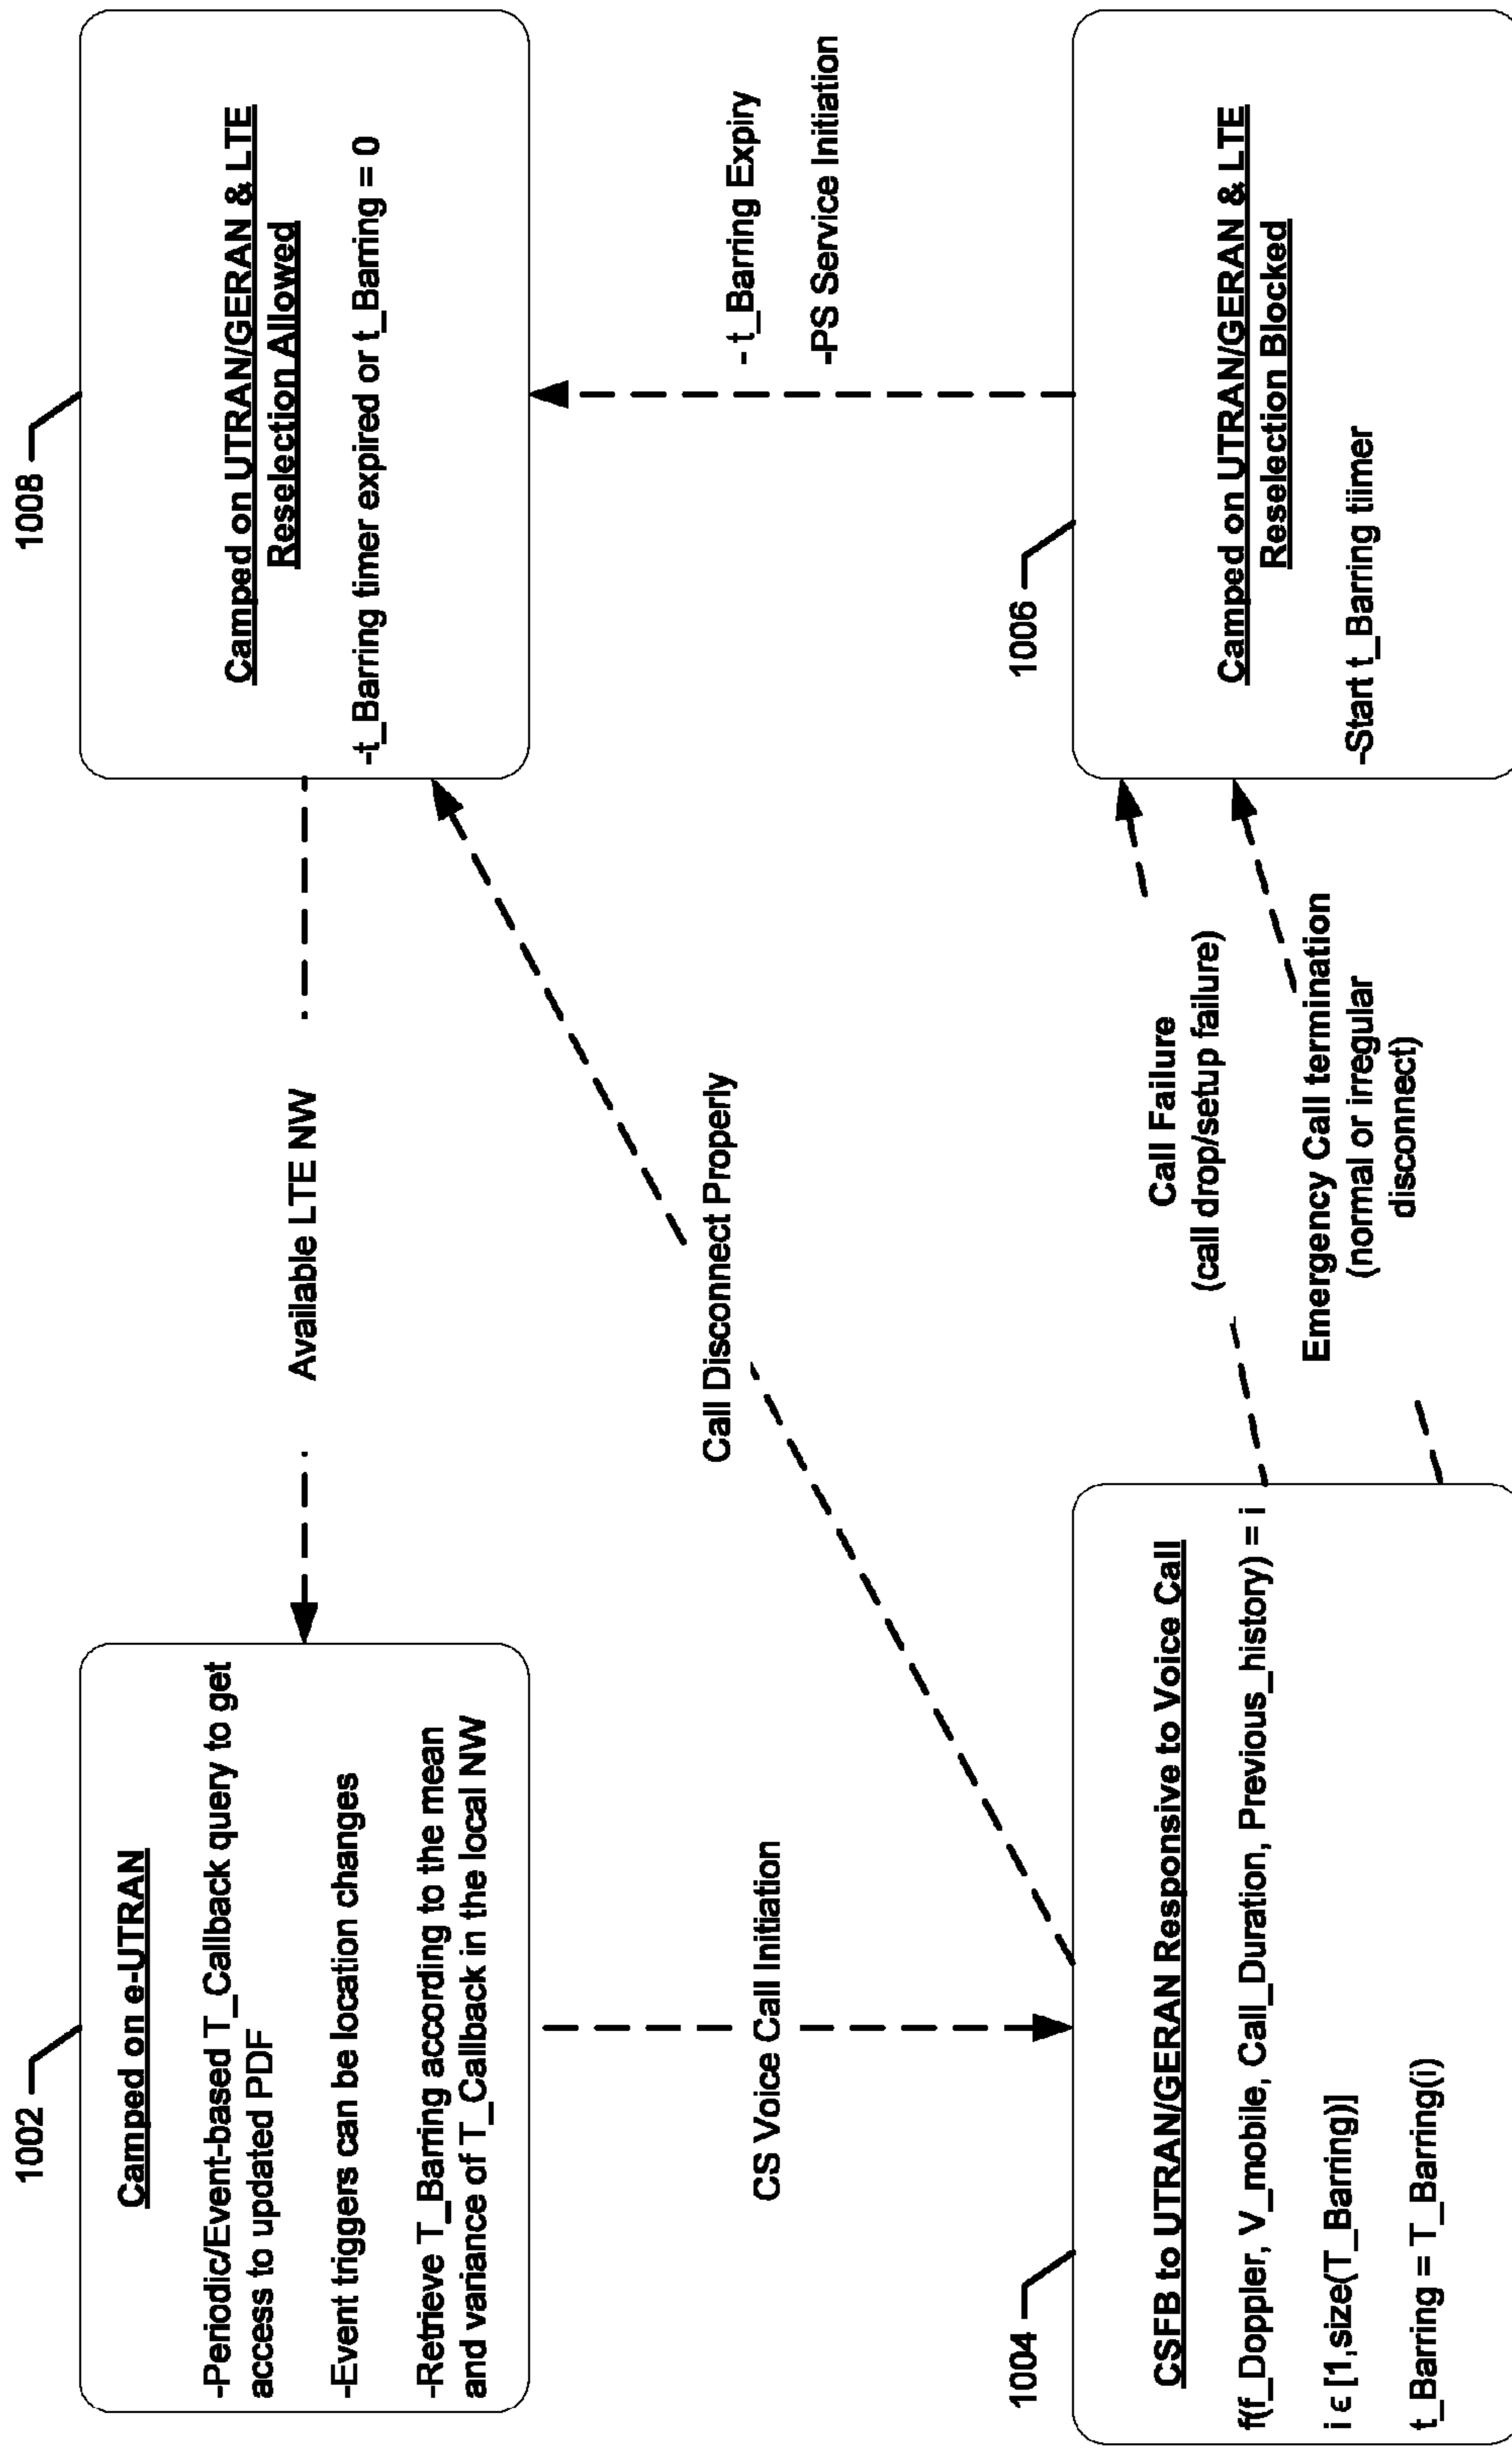 1002
Camped on e-UTRAN
-Periodic/Event-based T_Callback query to get
access to updated PDF
-Event triggers can be location changes
-Retrieve T_Barring according to the mean
and variance of T_Callback in the local NW
Available LTE NW
1008
Camped on UTRAN/GERAN & LTE
Reselection Allowed
-t_Barring timer expired or t_Barring = 0
CS Voice Call Initiation
Call Disconnect Properly
- t_Barring Expiry
-PS Service Initiation
1004
CSFB to UTRAN/GERAN Responsive to Voice Call
f(f_Doppler, V_mobile, Call_Duration, Previous_history) = i
i ϵ [1,size(T_Barring)]
t_Barring = T_Barring(i)
Call Failure
(call drop/setup failure)
Emergency Call termination
(normal or irregular
disconnect)
1006
Camped on UTRAN/GERAN & LTE
Reselection Blocked
-Start t_Barring tiimer